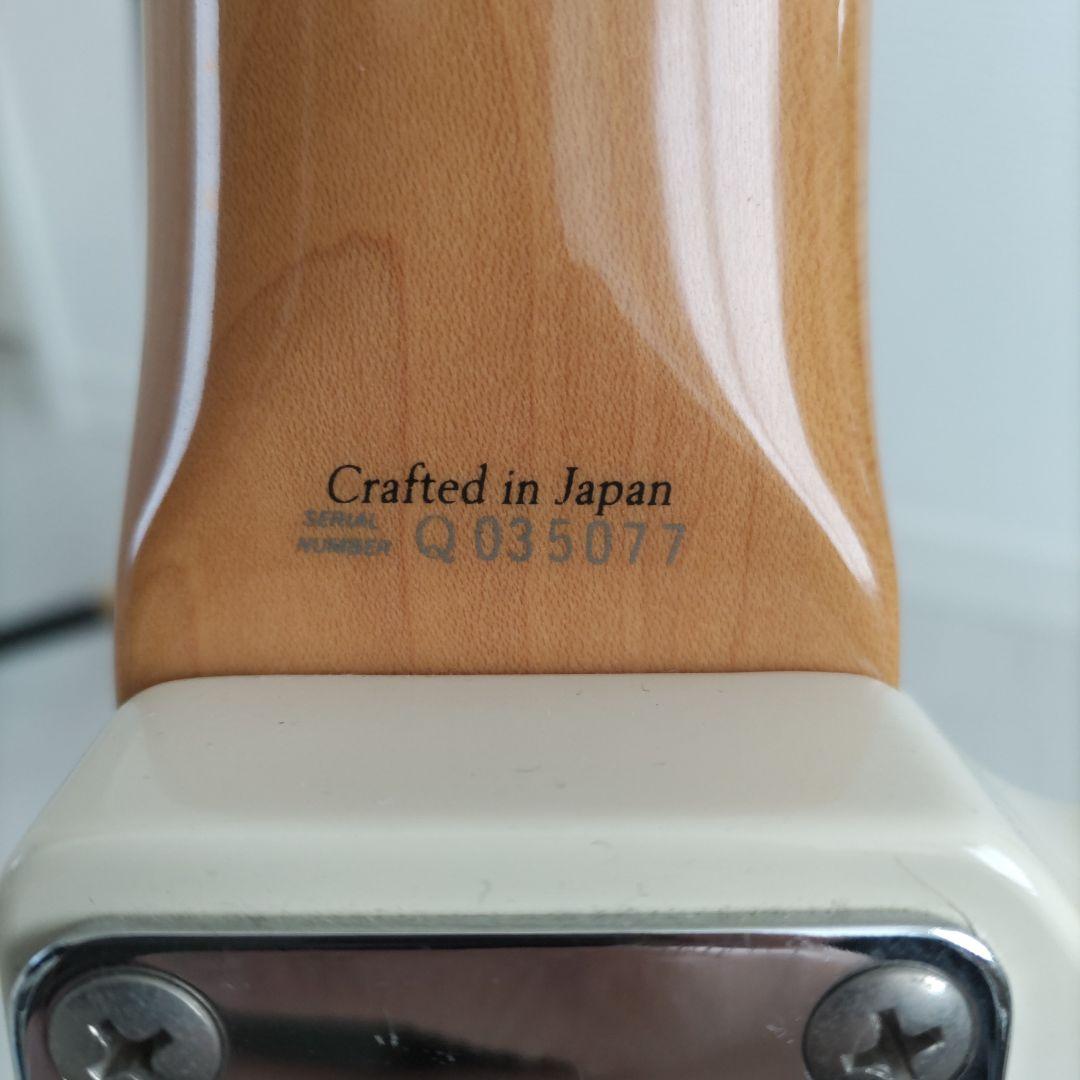 Crafted in Japan
SERIAL
NUMBER Q035077